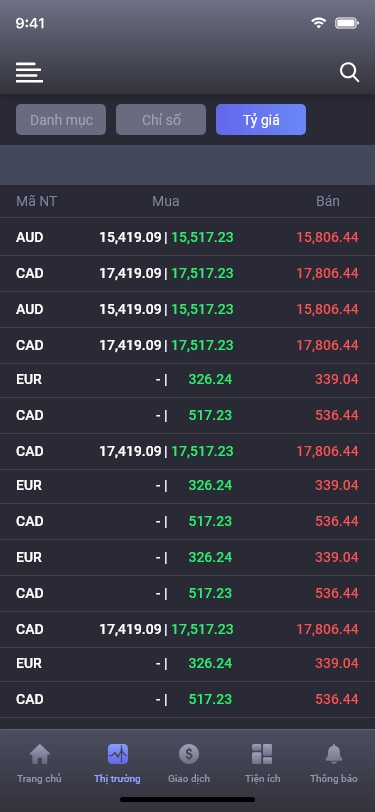 9:41
Danh mục Chỉ số Tỷ giá
Mã NT Mua Bán
AUD 15,419.09 | 15,517.23 15,806.44
CAD 17,419.09 | 17,517.23 17,806.44
AUD 15,419.09 | 15,517.23 15,806.44
CAD 17,419.09 | 17,517.23 17,806.44
EUR - | 326.24 339.04
CAD - | 517.23 536.44
CAD 17,419.09 | 17,517.23 17,806.44
EUR - | 326.24 339.04
CAD - | 517.23 536.44
EUR - | 326.24 339.04
CAD - | 517.23 536.44
CAD 17,419.09 | 17,517.23 17,806.44
EUR - | 326.24 339.04
CAD - | 517.23 536.44
Trang chủ Thị trường Giao dịch Tiện ích Thông báo